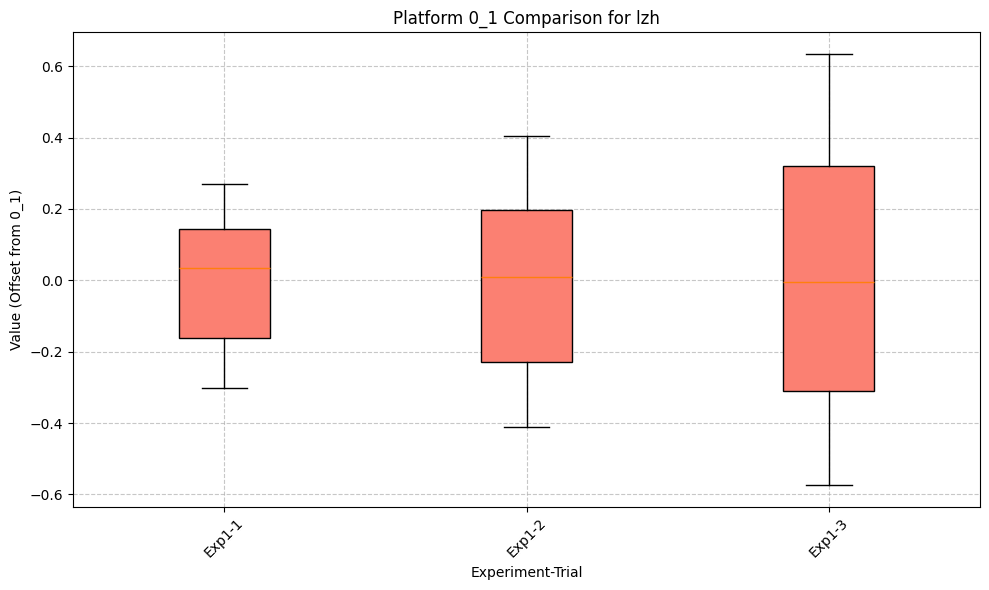 Platform 0_1 Comparison for lzh
Value (Offset from 0_1)
0.6
0.4
0.2
0.0
−0.2
−0.4
−0.6
Exp1-1
Exp1-2
Exp1-3
Experiment-Trial